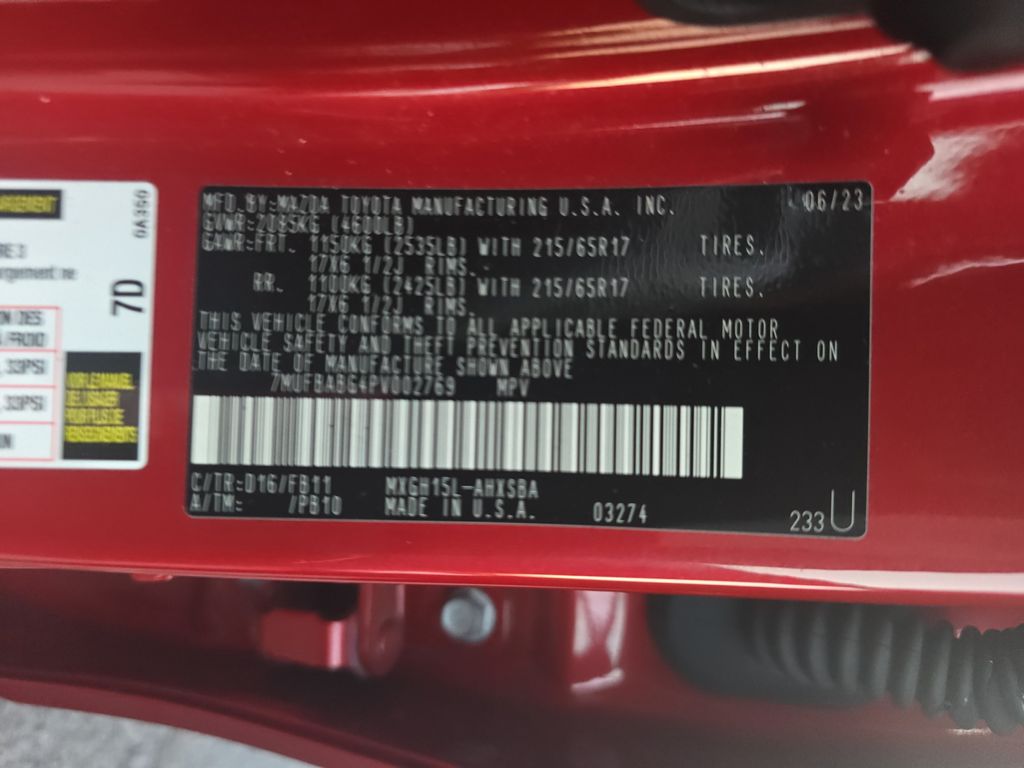 06/23
MFD.BY:MAZDA TOYOTA MANUFACTURING U.S.A. INC.
GVWR:2085KG (4600LB)
GAWR:FRT. 1150KG (2535LB) WITH 215/65R17 TIRES.
17X6 1/2J RIMS.
RR. 1100KG (2425LB) WITH 215/65R17 TIRES.
17X6 1/2J RIMS.
THIS VEHICLE CONFORMS TO ALL APPLICABLE FEDERAL MOTOR
VEHICLE SAFETY AND THEFT PREVENTION STANDARDS IN EFFECT ON
THE DATE OF MANUFACTURE SHOWN ABOVE
7MUFBABG4PV002769 MPV
C/TR:D16/FB11 MXGH15L-AHXSBA
A/TM: /PB10 MADE IN U.S.A. 03274
233 U
0A350
7D
33PSI
33PSI